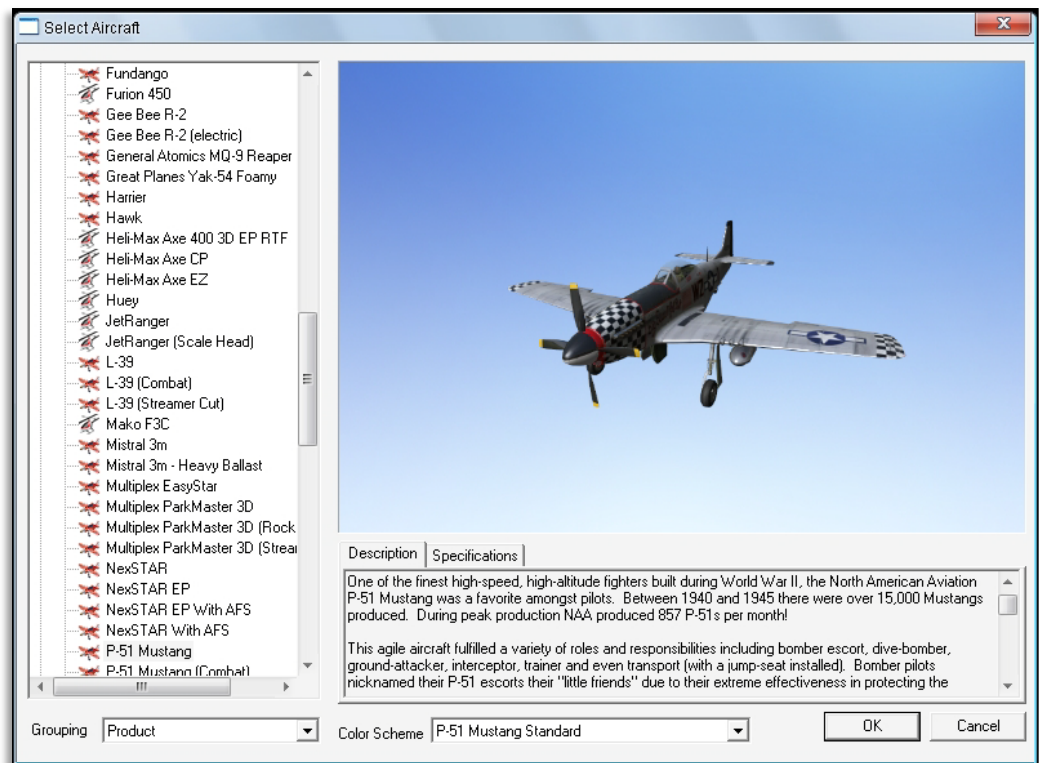 Select Aircraft
Fundango
Furion 450
Gee Bee R-2
Gee Bee R-2 (electric)
General Atomics MQ-9 Reaper
Great Planes Yak-54 Foamy
Harrier
Hawk
Heli-Max Axe 400 3D EP RTF
Heli-Max Axe CP
Heli-Max Axe EZ
Huey
JetRanger
JetRanger (Scale Head)
L-39
L-39 (Combat)
L-39 (Streamer Cut)
Mako F3C
Mistral 3m
Mistral 3m - Heavy Ballast
Multiplex EasyStar
Multiplex ParkMaster 3D
Multiplex ParkMaster 3D (Rock
Multiplex ParkMaster 3D (Strea
NexSTAR
NexSTAR EP
NexSTAR EP With AFS
NexSTAR With AFS
P-51 Mustang
P-51 Mustang (Combat)
Description Specifications
One of the finest high-speed, high-altitude fighters built during World War II, the North American Aviation
P-51 Mustang was a favorite amongst pilots. Between 1940 and 1945 there were over 15,000 Mustangs
produced. During peak production NAA produced 857 P-51s per month!
This agile aircraft fulfilled a variety of roles and responsibilities including bomber escort, dive-bomber,
ground-attacker, interceptor, trainer and even transport (with a jump-seat installed). Bomber pilots
nicknamed their P-51 escorts their "little friends" due to their extreme effectiveness in protecting the
Grouping Product
Color Scheme P-51 Mustang Standard
OK Cancel